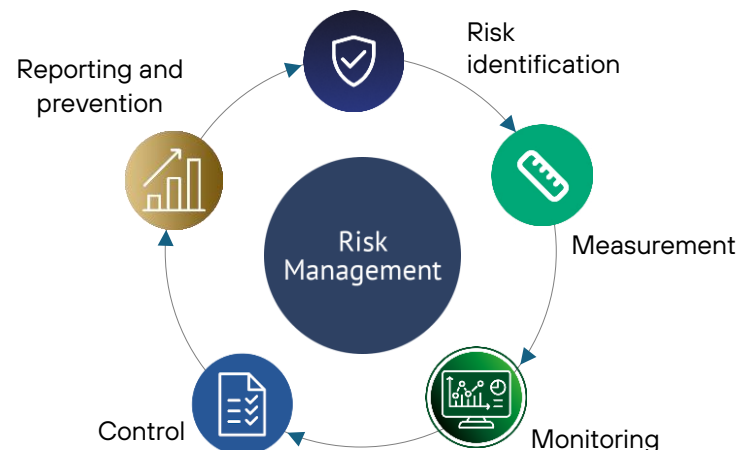 Risk
identification
Reporting and
prevention
Risk
Management
Measurement
Control
Monitoring